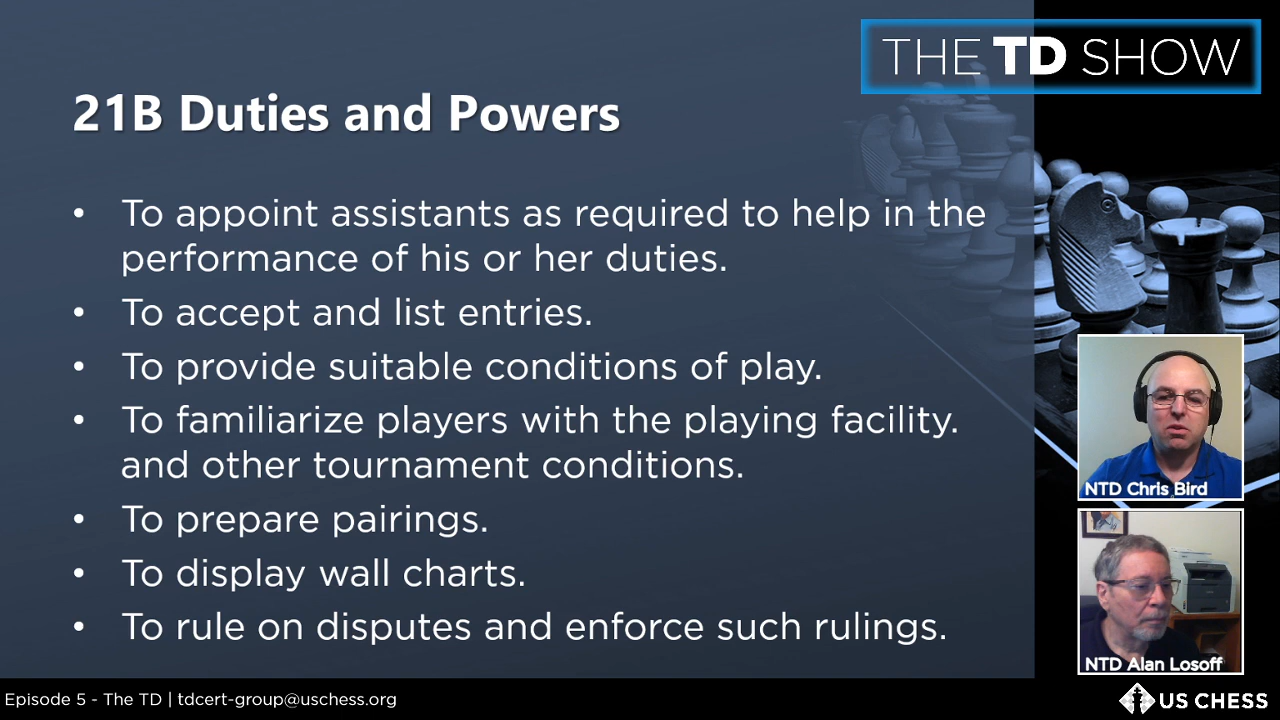 THE TD SHOW
21B Duties and Powers
• To appoint assistants as required to help in the
performance of his or her duties.
• To accept and list entries.
• To provide suitable conditions of play.
• To familiarize players with the playing facility.
and other tournament conditions.
• To prepare pairings.
• To display wall charts.
• To rule on disputes and enforce such rulings.
NTD Chris Bird
NTD Alan Losoff
Episode 5 - The TD | tdcert-group@uschess.org
US CHESS